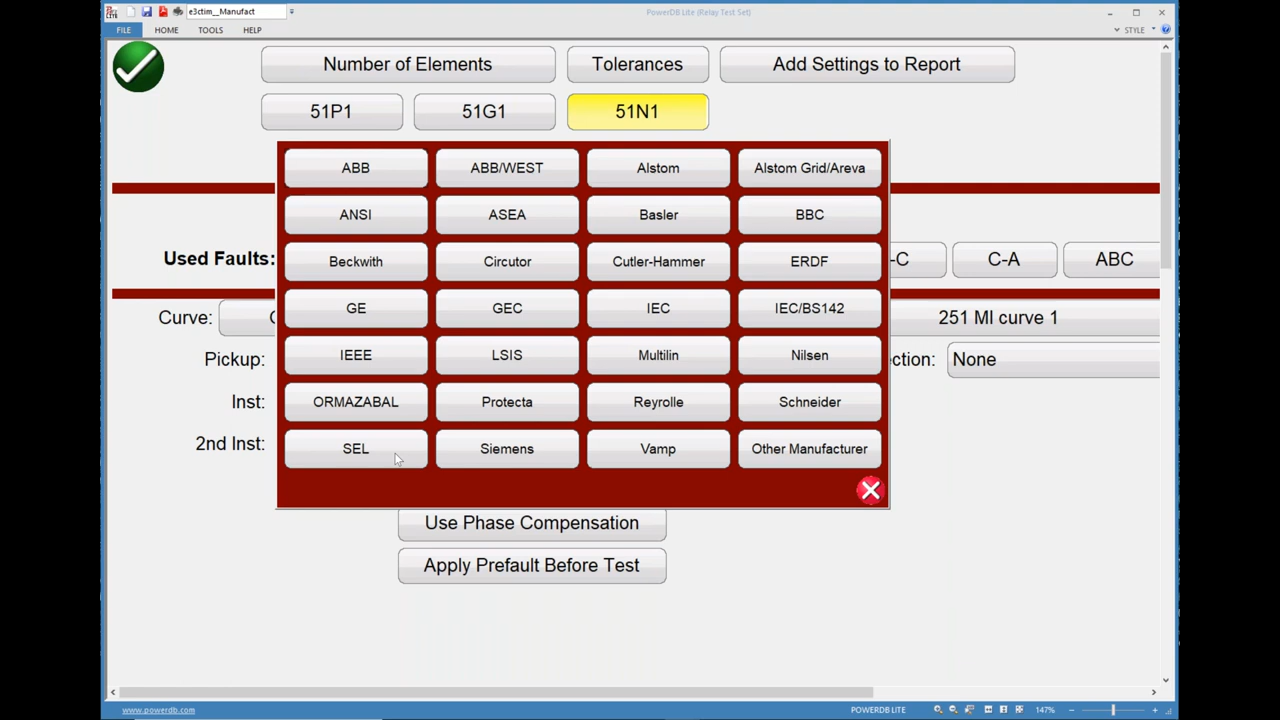 e3ctim__Manufact
PowerDB Lite (Relay Test Set)
FILE HOME TOOLS HELP
STYLE
Number of Elements Tolerances Add Settings to Report
51P1 51G1 51N1
ABB ABB/WEST Alstom Alstom Grid/Areva
ANSI ASEA Basler BBC
Used Faults: -C C-A ABC
Beckwith Circutor Cutler-Hammer ERDF
GE GEC IEC IEC/BS142
Curve: 251 MI curve 1
IEEE LSIS Multilin Nilsen
Pickup: ection: None
Inst: ORMAZABAL Protecta Reyrolle Schneider
2nd Inst: SEL Siemens Vamp Other Manufacturer
Use Phase Compensation
Apply Prefault Before Test
www.powerdb.com POWERDB LITE 147%